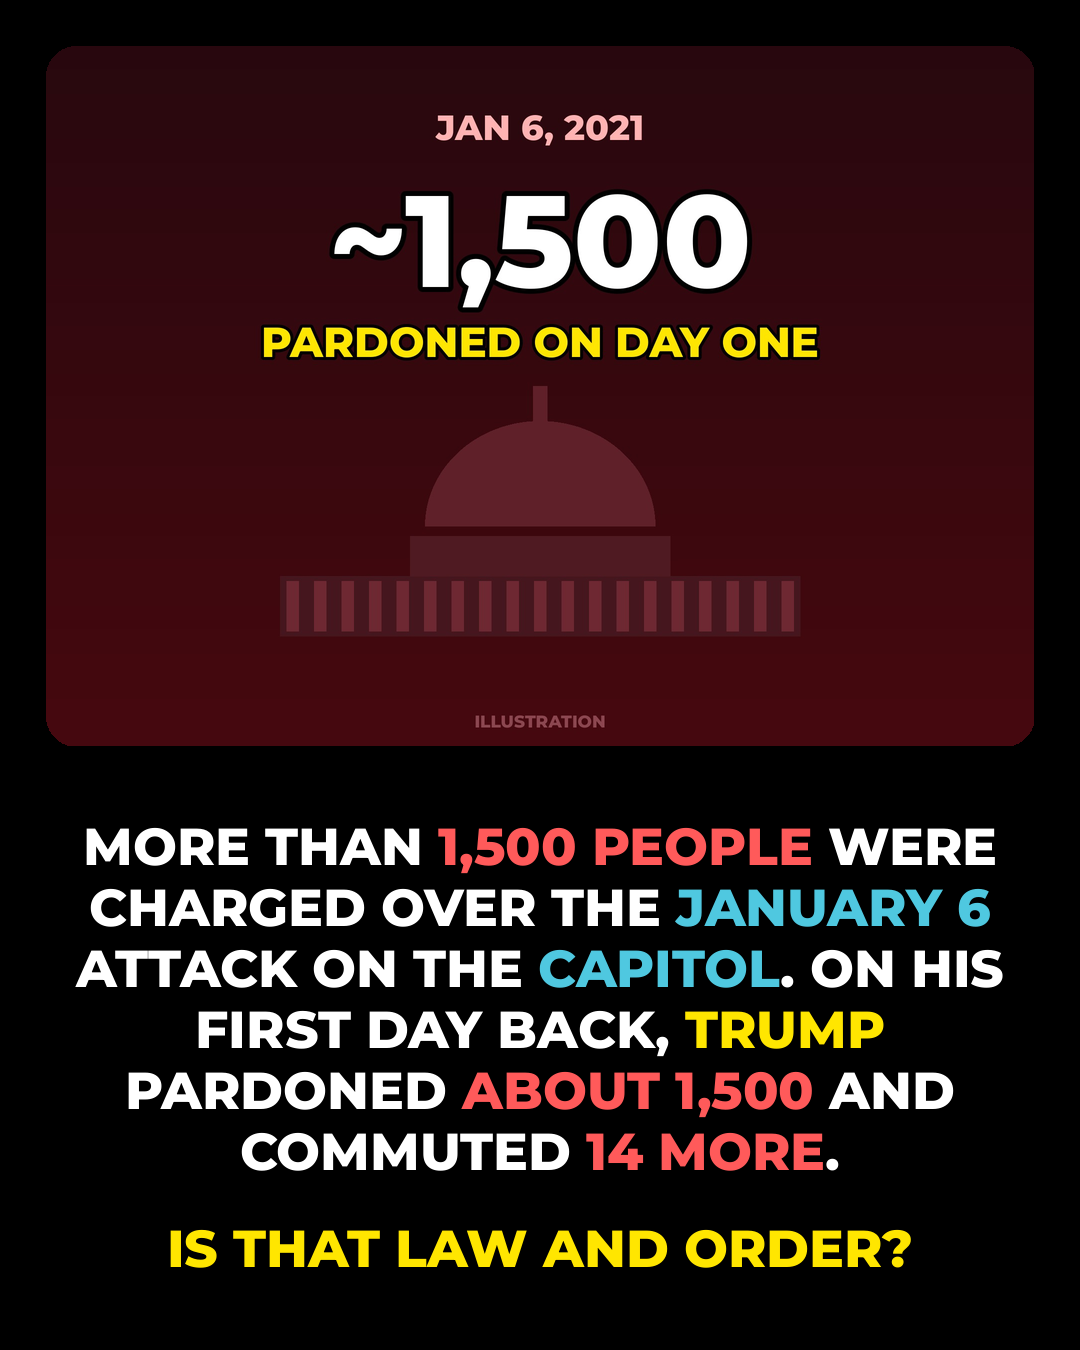 JAN 6, 2021
~1,500
PARDONED ON DAY ONE
ILLUSTRATION
MORE THAN 1,500 PEOPLE WERE
CHARGED OVER THE JANUARY 6
ATTACK ON THE CAPITOL. ON HIS
FIRST DAY BACK, TRUMP
PARDONED ABOUT 1,500 AND
COMMUTED 14 MORE.
IS THAT LAW AND ORDER?